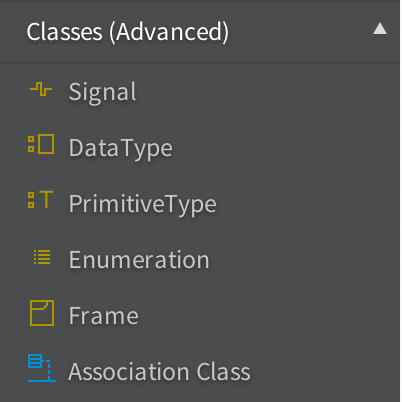 Classes (Advanced)
Signal
DataType
PrimitiveType
Enumeration
Frame
Association Class